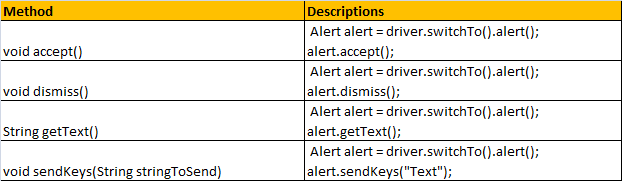 Method Descriptions
Alert alert = driver.switchTo().alert();
void accept() alert.accept();
Alert alert = driver.switchTo().alert();
void dismiss() alert.dismiss();
Alert alert = driver.switchTo().alert();
String getText() alert.getText();
Alert alert = driver.switchTo().alert();
void sendKeys(String stringToSend) alert.sendKeys("Text");